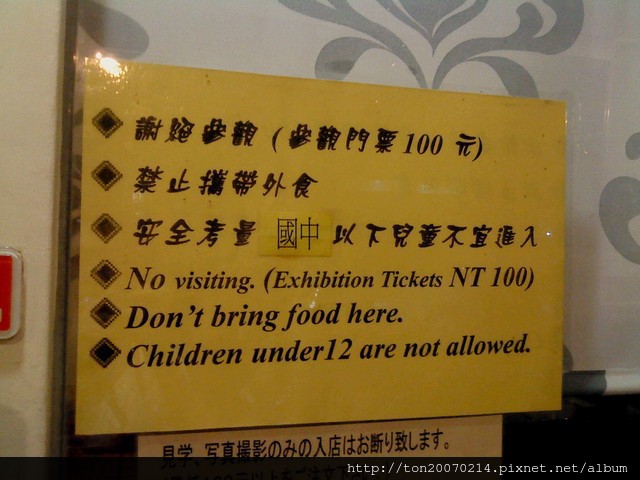 謝絕參觀 (參觀門票100 元)
禁止攜帶外食
安全考量 國中 以下兒童不宜進入
No visiting. (Exhibition Tickets NT 100)
Don't bring food here.
Children under12 are not allowed.
見学、写真撮影のみの入店はお断り致します。
http://ton20070214.pixnet.net/album